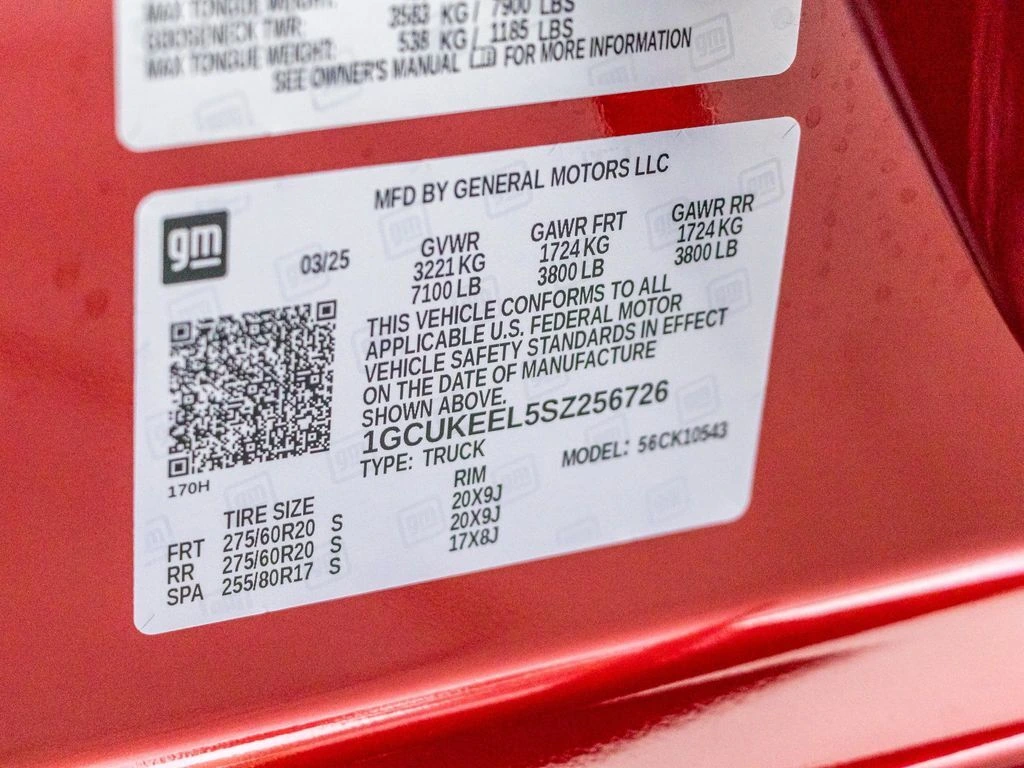 MAX TONGUE WEIGHT: 3583 KG / 7900 LBS
GOOSENECK TWR: 538 KG / 1185 LBS
MAX TONGUE WEIGHT:
SEE OWNER'S MANUAL FOR MORE INFORMATION
MFD BY GENERAL MOTORS LLC
gm
03/25
GVWR GAWR FRT GAWR RR
3221 KG 1724 KG 1724 KG
7100 LB 3800 LB 3800 LB
THIS VEHICLE CONFORMS TO ALL
APPLICABLE U.S. FEDERAL MOTOR
VEHICLE SAFETY STANDARDS IN EFFECT
ON THE DATE OF MANUFACTURE
SHOWN ABOVE.
1GCUKEEL5SZ256726
TYPE: TRUCK MODEL: 56CK10543
170H
TIRE SIZE RIM
FRT 275/60R20 S 20X9J
RR 275/60R20 S 20X9J
SPA 255/80R17 S 17X8J